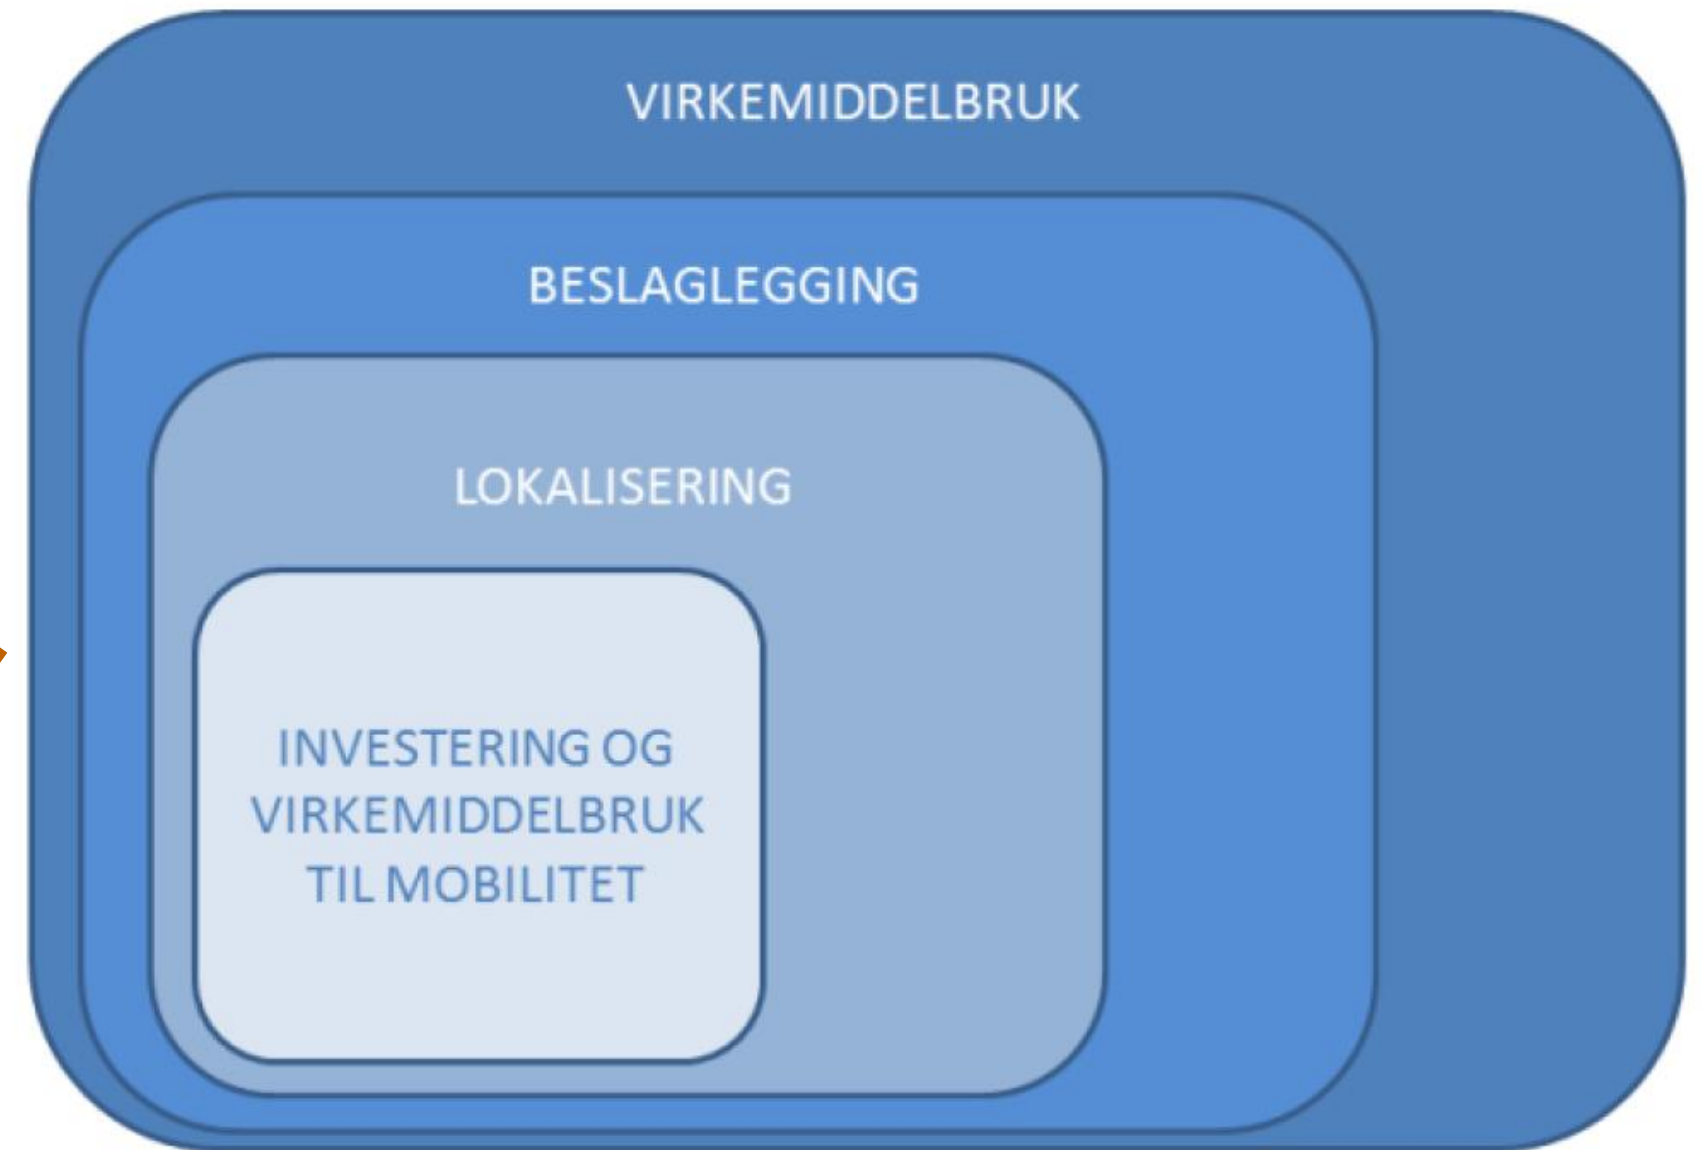 VIRKEMIDDELBRUK
BESLAGLEGGING
LOKALISERING
INVESTERING OG
VIRKEMIDDELBRUK
TIL MOBILITET